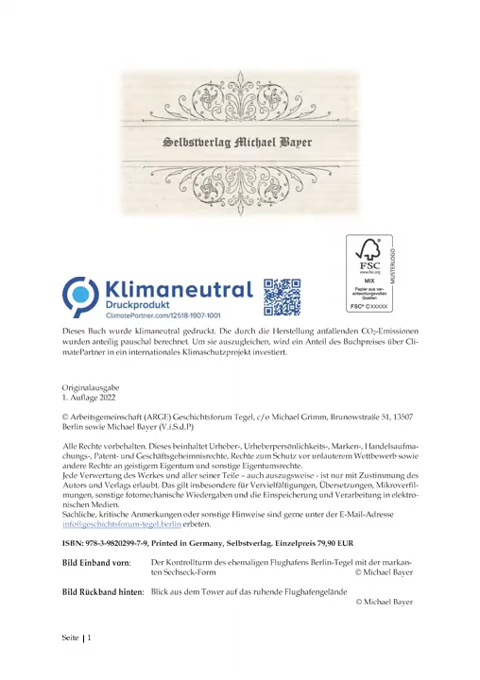 Selbstverlag Michael Bayer
FSC
www.fsc.org
MIX
Papier aus ver-
antwortungsvollen
Quellen
FSC® CXXXXX
MUSTERLOGO
Klimaneutral
Druckprodukt
ClimatePartner.com/12518-1907-1001
Dieses Buch wurde klimaneutral gedruckt. Die durch die Herstellung anfallenden CO₂-Emissionen
wurden anteilig pauschal berechnet. Um sie auszugleichen, wird ein Anteil des Buchpreises über Cli-
matePartner in ein internationales Klimaschutzprojekt investiert.
Originalausgabe
1. Auflage 2022
© Arbeitsgemeinschaft (ARGE) Geschichtsforum Tegel, c/o Michael Grimm, Brunowstraße 51, 13507
Berlin sowie Michael Bayer (V.i.S.d.P)
Alle Rechte vorbehalten. Dieses beinhaltet Urheber-, Urheberpersönlichkeits-, Marken-, Handelsaufma-
chungs-, Patent- und Geschäftsgeheimnisrechte, Rechte zum Schutz vor unlauterem Wettbewerb sowie
andere Rechte an geistigem Eigentum und sonstige Eigentumsrechte.
Jede Verwertung des Werkes und aller seiner Teile – auch auszugsweise - ist nur mit Zustimmung des
Autors und Verlags erlaubt. Das gilt insbesondere für Vervielfältigungen, Übersetzungen, Mikroverfil-
mungen, sonstige fotomechanische Wiedergaben und die Einspeicherung und Verarbeitung in elektro-
nischen Medien.
Sachliche, kritische Anmerkungen oder sonstige Hinweise sind gerne unter der E-Mail-Adresse
info@geschichtsforum-tegel.berlin erbeten.
ISBN: 978-3-9820299-7-9, Printed in Germany, Selbstverlag. Einzelpreis 79,90 EUR
Bild Einband vorn: Der Kontrollturm des ehemaligen Flughafens Berlin-Tegel mit der markan-
ten Sechseck-Form © Michael Bayer
Bild Rückband hinten: Blick aus dem Tower auf das ruhende Flughafengelände
© Michael Bayer
Seite | 1